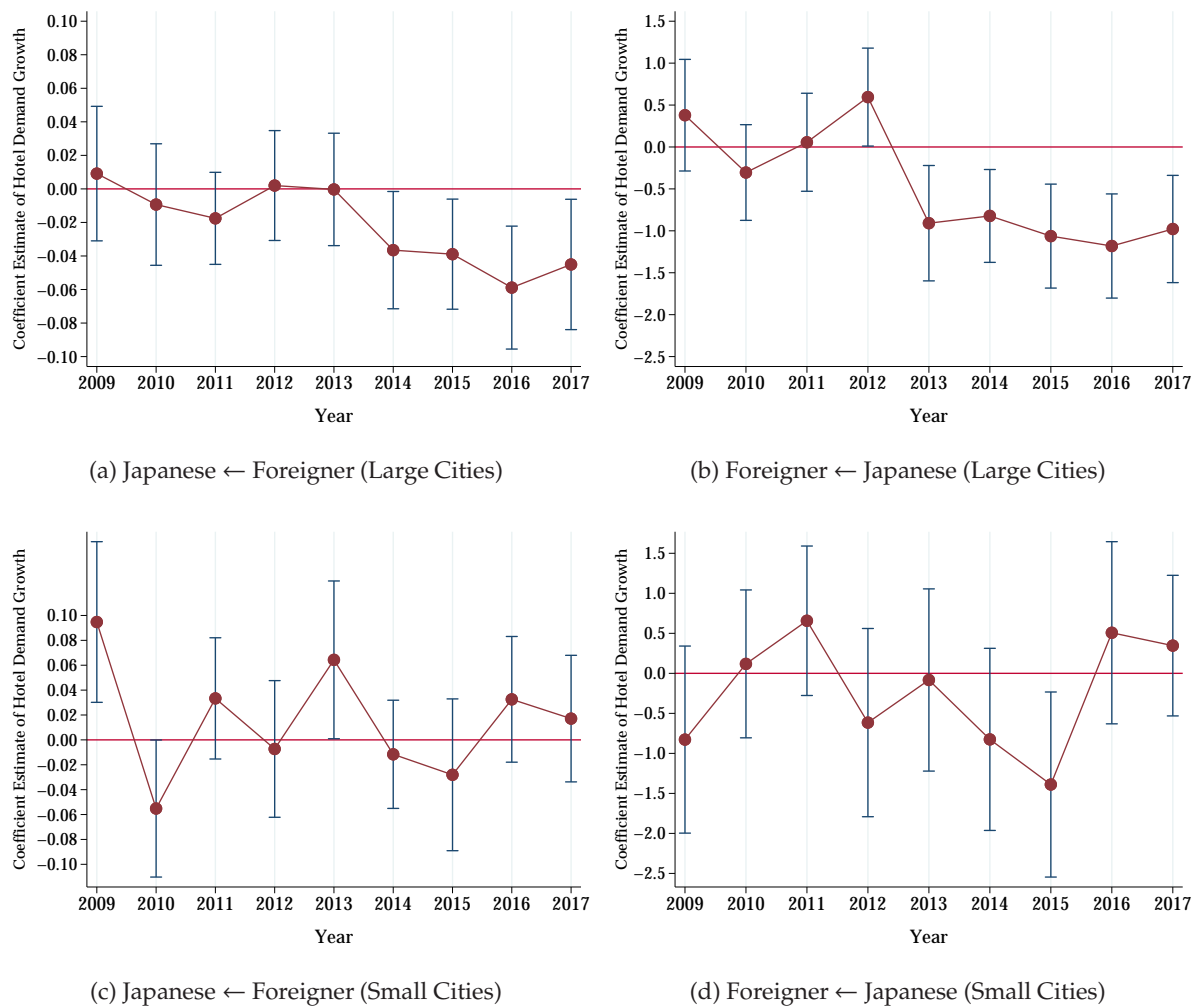 Coefficient Estimate of Hotel Demand Growth
0.10
0.08
0.06
0.04
0.02
0.00
−0.02
−0.04
−0.06
−0.08
−0.10
2009 2010 2011 2012 2013 2014 2015 2016 2017
Year
(a) Japanese ← Foreigner (Large Cities)
Coefficient Estimate of Hotel Demand Growth
1.5
1.0
0.5
0.0
−0.5
−1.0
−1.5
−2.0
−2.5
2009 2010 2011 2012 2013 2014 2015 2016 2017
Year
(b) Foreigner ← Japanese (Large Cities)
Coefficient Estimate of Hotel Demand Growth
0.10
0.08
0.06
0.04
0.02
0.00
−0.02
−0.04
−0.06
−0.08
−0.10
2009 2010 2011 2012 2013 2014 2015 2016 2017
Year
(c) Japanese ← Foreigner (Small Cities)
Coefficient Estimate of Hotel Demand Growth
1.5
1.0
0.5
0.0
−0.5
−1.0
−1.5
−2.0
−2.5
2009 2010 2011 2012 2013 2014 2015 2016 2017
Year
(d) Foreigner ← Japanese (Small Cities)